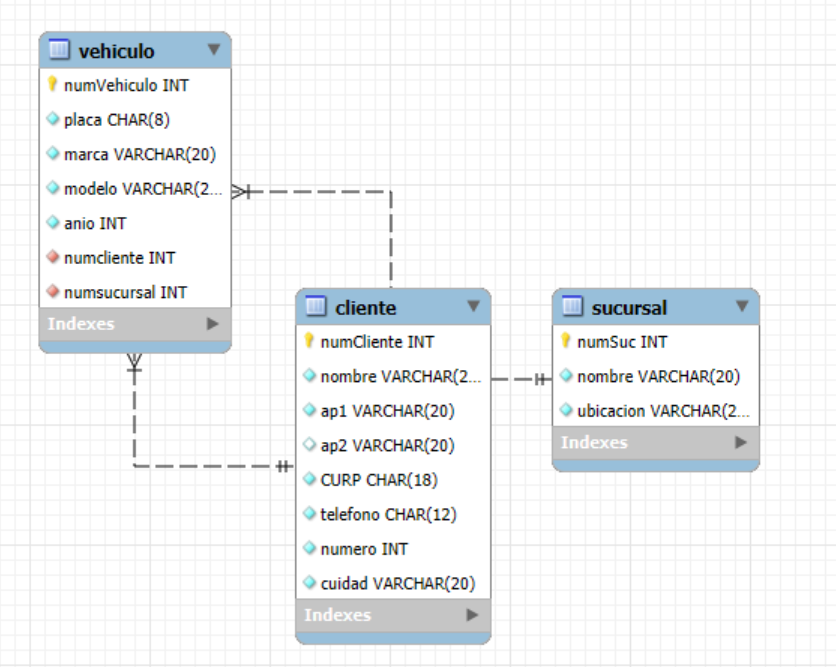 vehiculo
numVehiculo INT
placa CHAR(8)
marca VARCHAR(20)
modelo VARCHAR(2...
anio INT
numcliente INT
numsucursal INT
Indexes
cliente
numCliente INT
nombre VARCHAR(2...
ap1 VARCHAR(20)
ap2 VARCHAR(20)
CURP CHAR(18)
telefono CHAR(12)
numero INT
cuidad VARCHAR(20)
Indexes
sucursal
numSuc INT
nombre VARCHAR(20)
ubicacion VARCHAR(2...
Indexes